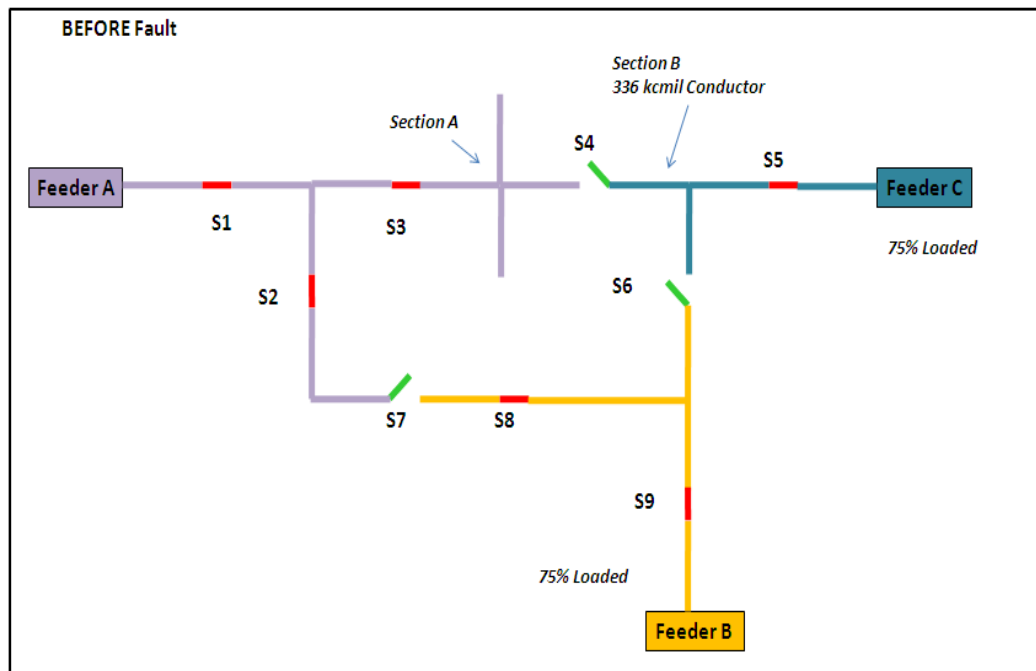 BEFORE Fault
Section B
336 kcmil Conductor
Section A
S4
S5
Feeder A
Feeder C
S1
S3
75% Loaded
S6
S2
S7
S8
S9
75% Loaded
Feeder B